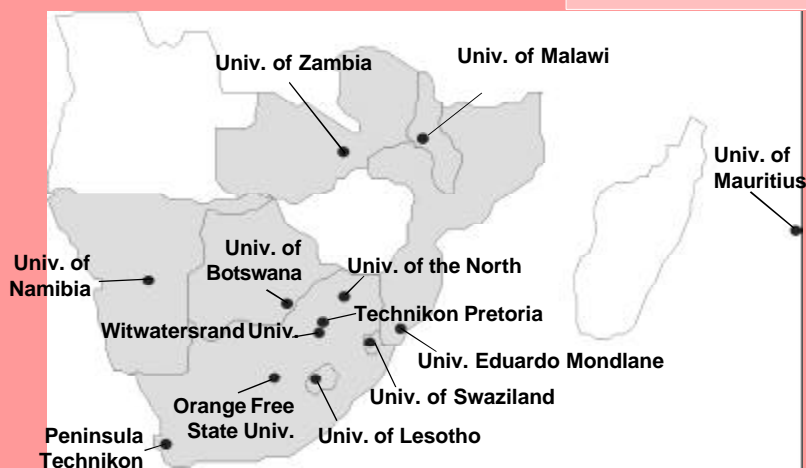 Univ. of Malawi
Univ. of Zambia
Univ. of
Mauritius
Univ. of
Botswana
Univ. of the North
Univ. of
Namibia
Technikon Pretoria
Witwatersrand Univ.
Univ. Eduardo Mondlane
Univ. of Swaziland
Orange Free
State Univ.
Univ. of Lesotho
Peninsula
Technikon